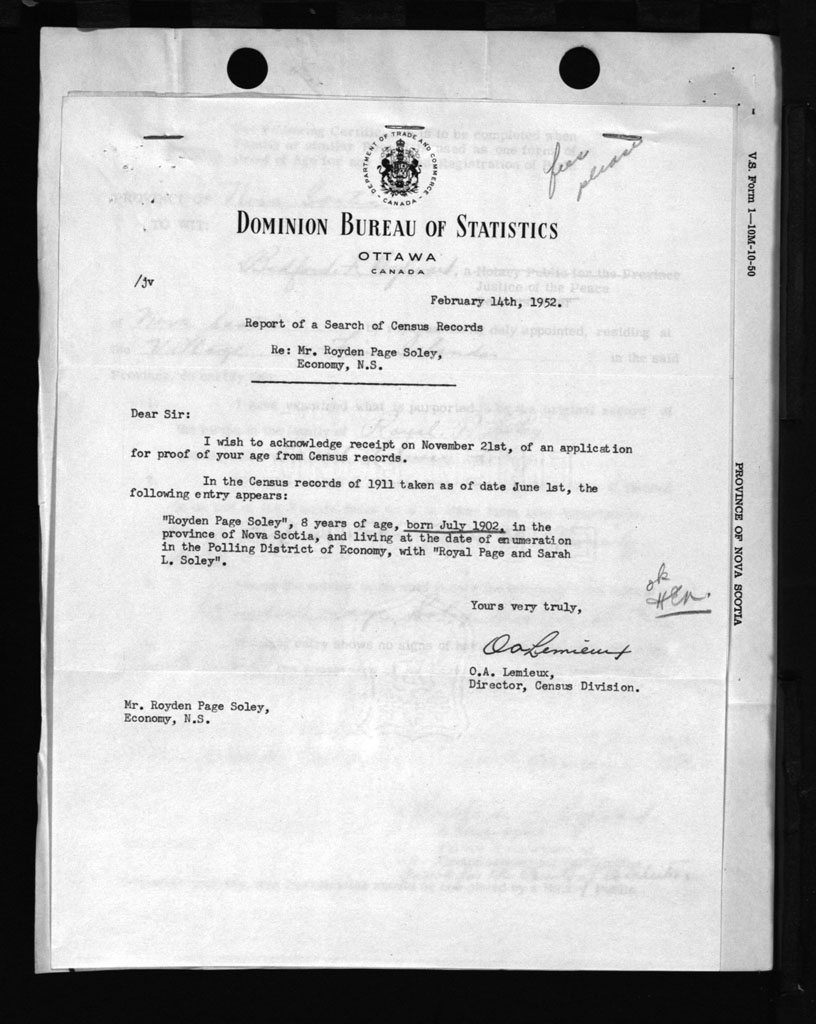 fees
please
DEPARTMENT OF TRADE AND COMMERCE
CANADA
DOMINION BUREAU OF STATISTICS
OTTAWA
CANADA
/jv
February 14th, 1952.
Report of a Search of Census Records
Re: Mr. Royden Page Soley,
Economy, N.S.
Dear Sir:
I wish to acknowledge receipt on November 21st, of an application
for proof of your age from Census records.
In the Census records of 1911 taken as of date June 1st, the
following entry appears:
"Royden Page Soley", 8 years of age, born July 1902, in the
province of Nova Scotia, and living at the date of enumeration
in the Polling District of Economy, with "Royal Page and Sarah
L. Soley".
Yours very truly,
ok
OALemieux
O.A. Lemieux,
Director, Census Division.
Mr. Royden Page Soley,
Economy, N.S.
V.S. Form 1—10M-10-50
PROVINCE OF NOVA SCOTIA